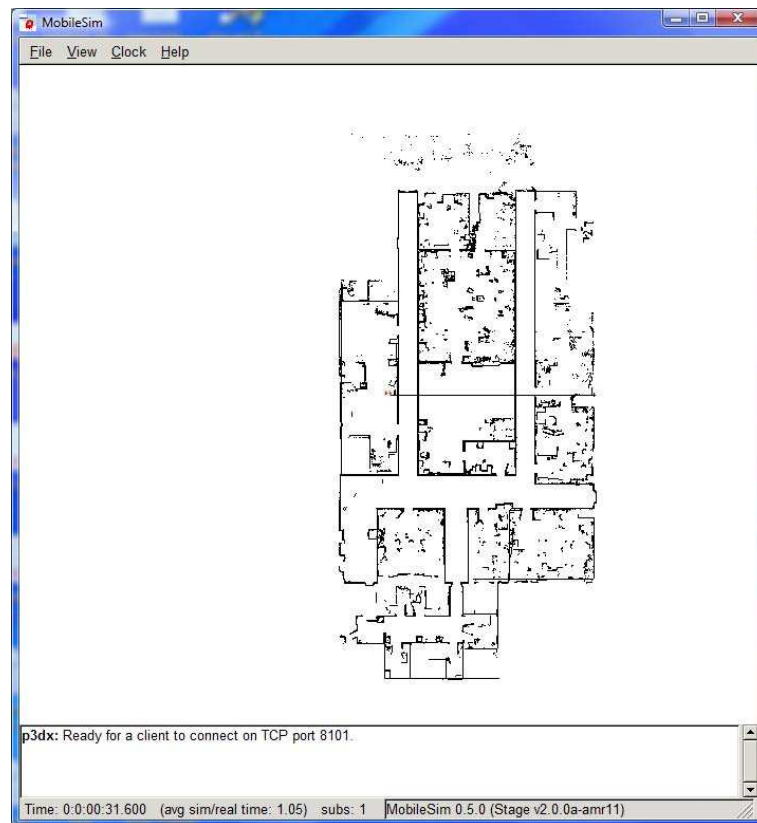 MobileSim
File View Clock Help
p3dx: Ready for a client to connect on TCP port 8101.
Time: 0:0:00:31.600 (avg sim/real time: 1.05) subs: 1 MobileSim 0.5.0 (Stage v2.0.0a-amr11)